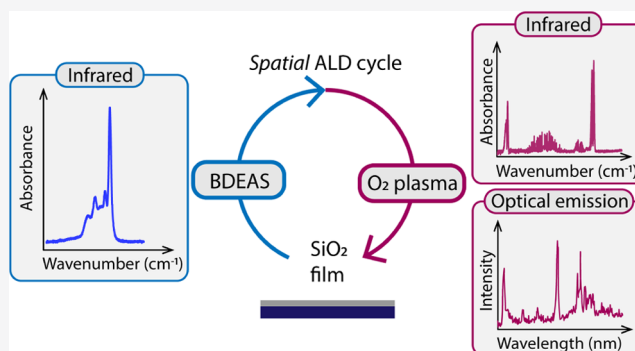 Infrared
Absorbance
Wavenumber (cm⁻¹)
Spatial ALD cycle
BDEAS
O₂ plasma
SiO₂
film
Infrared
Absorbance
Wavenumber (cm⁻¹)
Optical emission
Intensity
Wavelength (nm)